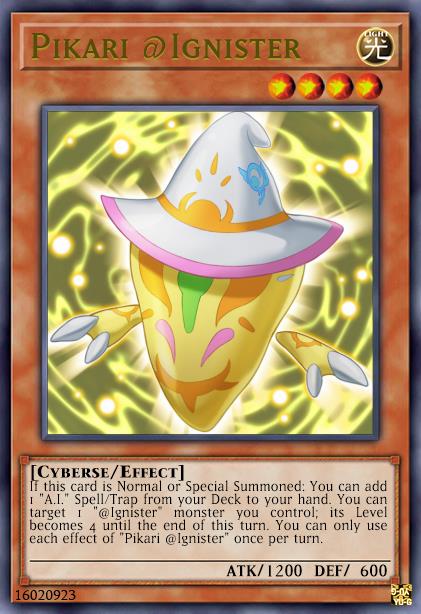 Pikari @Ignister
LIGHT
光
[Cyberse/Effect]
If this card is Normal or Special Summoned: You can add
1 "A.I." Spell/Trap from your Deck to your hand. You can
target 1 "@Ignister" monster you control; its Level
becomes 4 until the end of this turn. You can only use
each effect of "Pikari @Ignister" once per turn.
ATK/1200 DEF/ 600
16020923